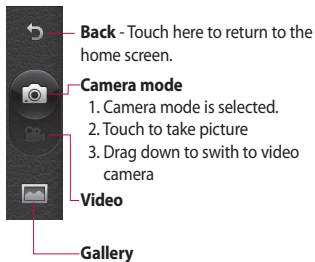 Back - Touch here to return to the
home screen.
Camera mode
1. Camera mode is selected.
2. Touch to take picture
3. Drag down to swith to video
camera
Video
Gallery